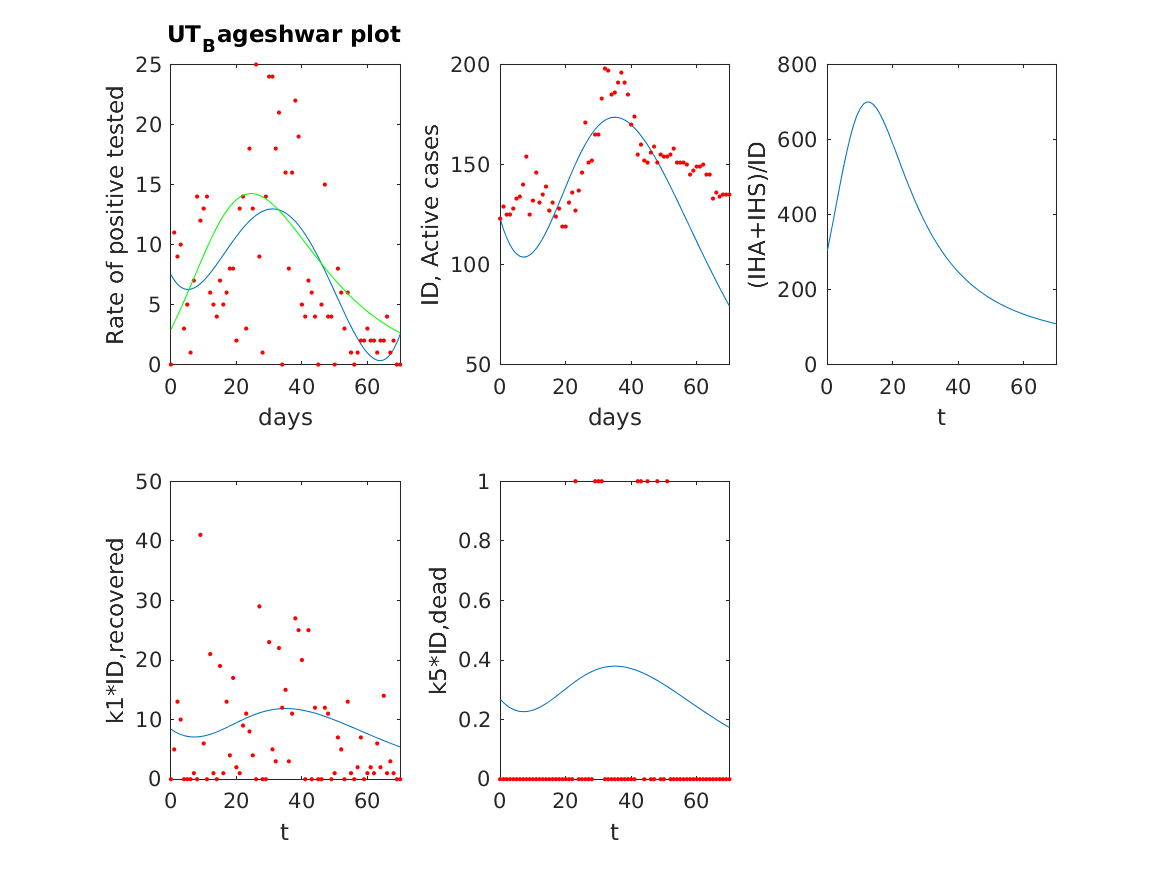 UT_Bageshwar plot
25
20
15
10
5
0
0 20 40 60
Rate of positive tested
days
200
150
100
50
0 20 40 60
ID, Active cases
days
800
600
400
200
0
0 20 40 60
(IHA+IHS)/ID
t
50
40
30
20
10
0
0 20 40 60
k1*ID,recovered
t
1
0.8
0.6
0.4
0.2
0
0 20 40 60
k5*ID,dead
t